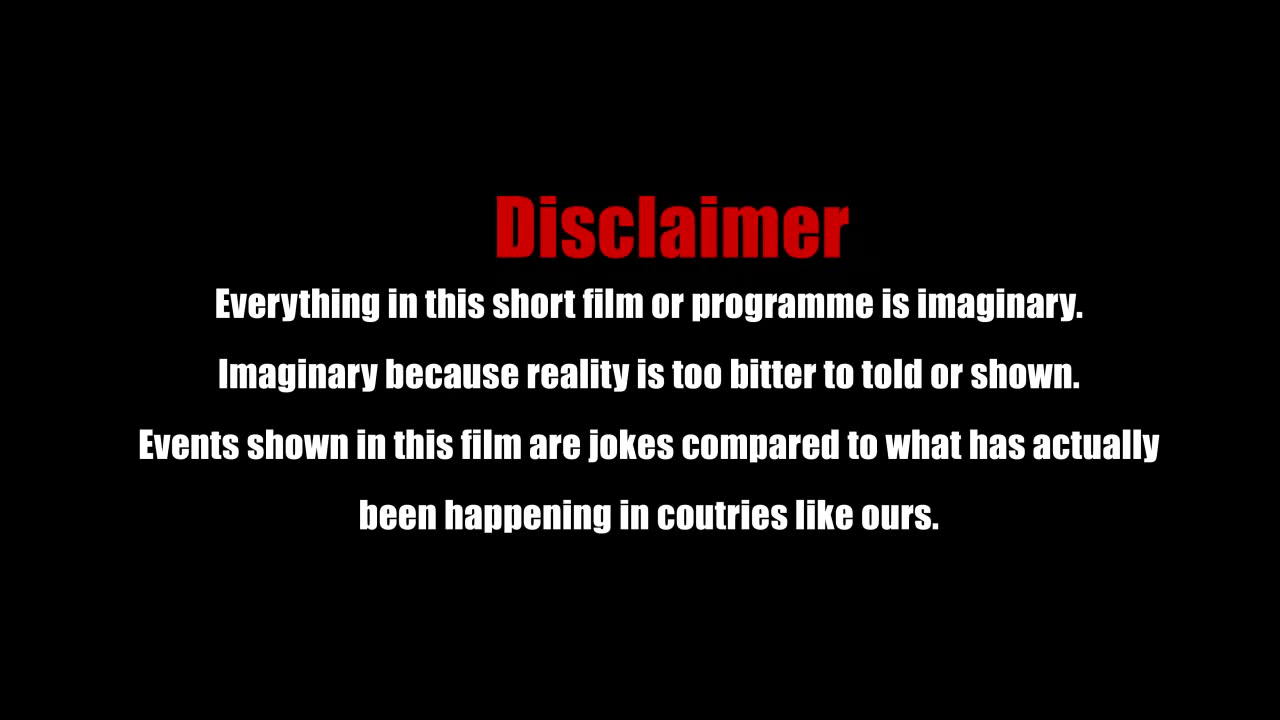 Disclaimer
Everything in this short film or programme is imaginary.
Imaginary because reality is too bitter to told or shown.
Events shown in this film are jokes compared to what has actually
been happening in coutries like ours.